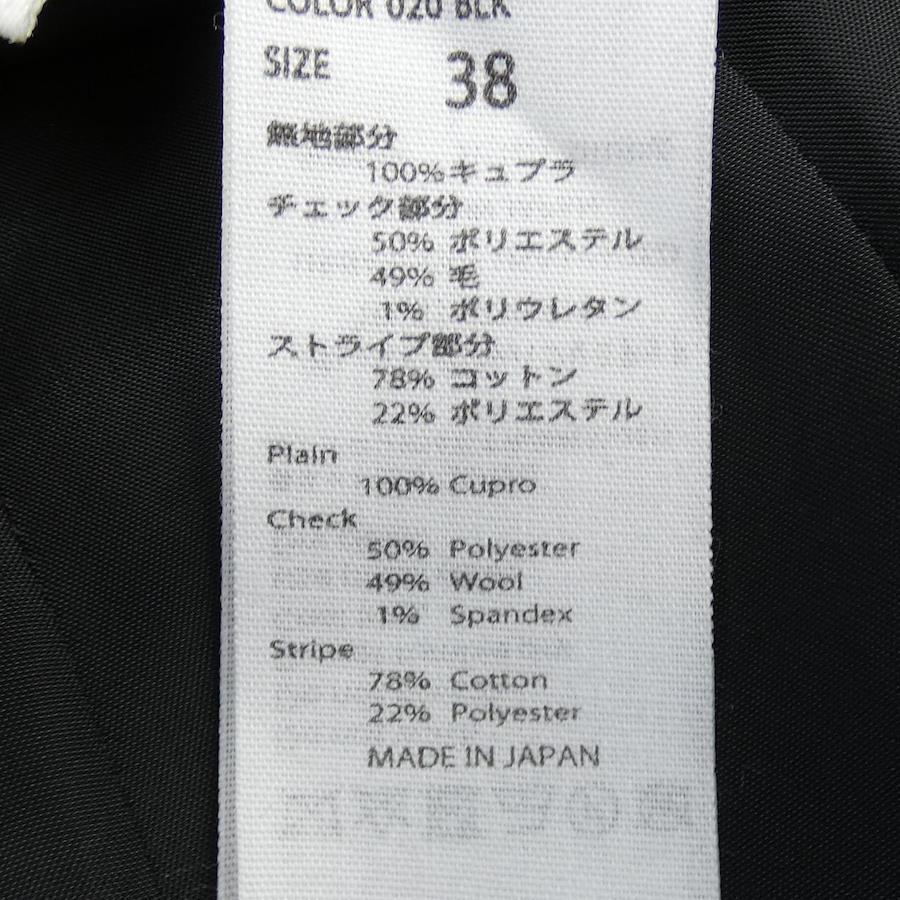 COLOR 020 BLK
SIZE 38
無地部分
100%キュプラ
チェック部分
50% ポリエステル
49% 毛
1% ポリウレタン
ストライプ部分
78% コットン
22% ポリエステル
Plain
100% Cupro
Check
50% Polyester
49% Wool
1% Spandex
Stripe
78% Cotton
22% Polyester
MADE IN JAPAN